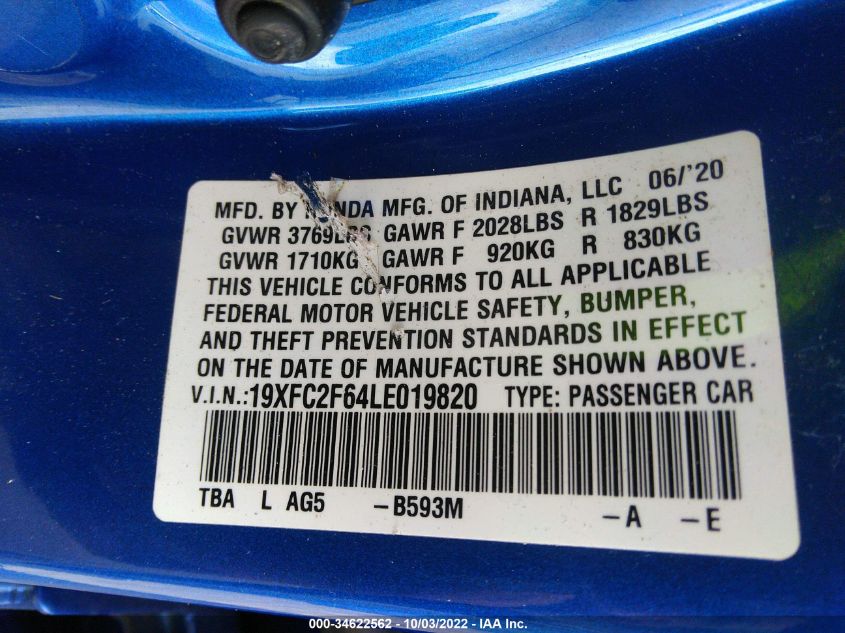 MFD. BY HONDA MFG. OF INDIANA, LLC 06/'20
GVWR 3769LBS GAWR F 2028LBS R 1829LBS
GVWR 1710KG GAWR F 920KG R 830KG
THIS VEHICLE CONFORMS TO ALL APPLICABLE
FEDERAL MOTOR VEHICLE SAFETY, BUMPER,
AND THEFT PREVENTION STANDARDS IN EFFECT
ON THE DATE OF MANUFACTURE SHOWN ABOVE.
V.I.N.:19XFC2F64LE019820 TYPE: PASSENGER CAR
TBA L AG5 -B593M -A -E
000-34622562 - 10/03/2022 - IAA Inc.